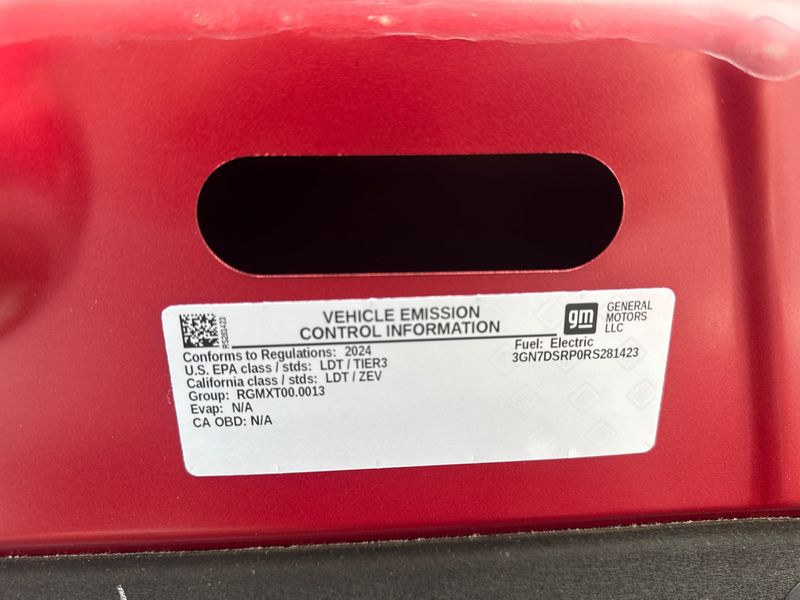 RS281423
VEHICLE EMISSION
CONTROL INFORMATION
gm
GENERAL
MOTORS
LLC
Conforms to Regulations: 2024
U.S. EPA class / stds: LDT / TIER3
California class / stds: LDT / ZEV
Group: RGMXT00.0013
Evap: N/A
CA OBD: N/A
Fuel: Electric
3GN7DSRP0RS281423